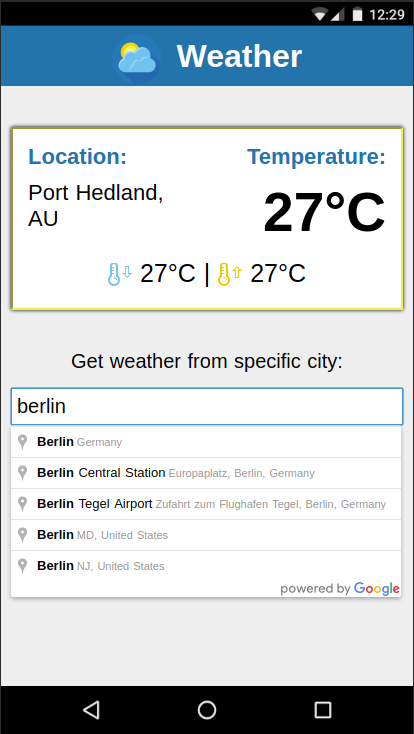 12:29
Weather
Location:
Temperature:
Port Hedland,
AU
27°C
27°C | 27°C
Get weather from specific city:
berlin
Berlin Germany
Berlin Central Station Europaplatz, Berlin, Germany
Berlin Tegel Airport Zufahrt zum Flughafen Tegel, Berlin, Germany
Berlin MD, United States
Berlin NJ, United States
powered by Google